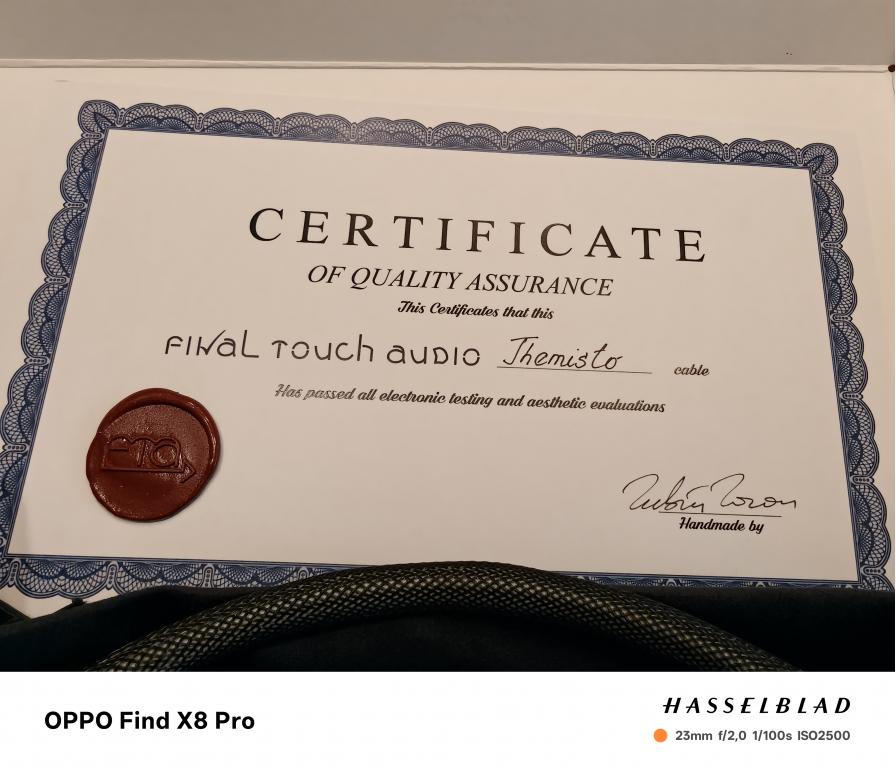 CERTIFICATE
OF QUALITY ASSURANCE
This Certificates that this
FINAL TOUCH AUDIO Themisto cable
Has passed all electronic testing and aesthetic evaluations
Handmade by
OPPO Find X8 Pro
HASSELBLAD
23mm f/2,0 1/100s ISO2500